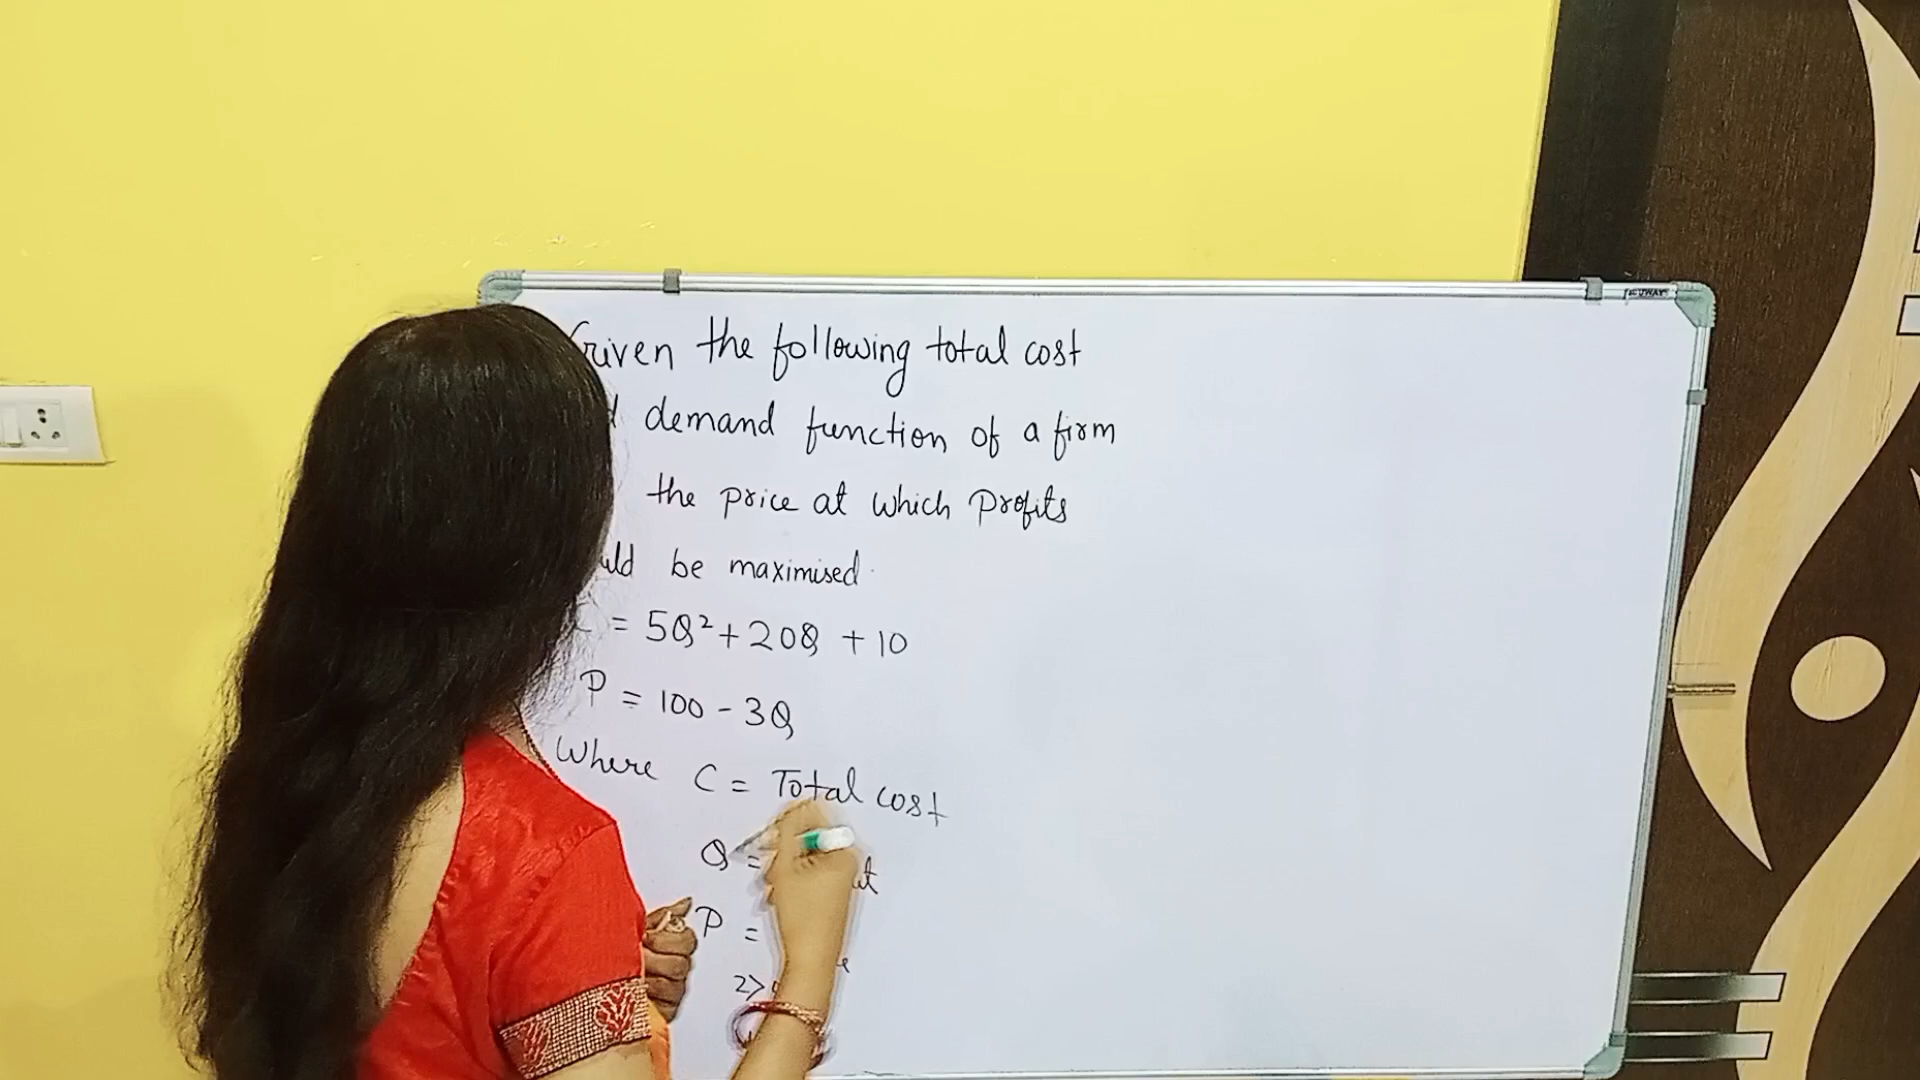 Given the following total cost
demand function of a firm
the price at which Profits
be maximised
= 5Q²+20Q +10
P = 100 - 3Q
Where C = Total cost
Q =
P =